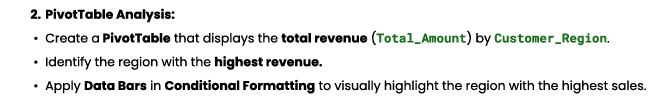 2. PivotTable Analysis:
• Create a PivotTable that displays the total revenue (Total_Amount) by Customer_Region.
• Identify the region with the highest revenue.
• Apply Data Bars in Conditional Formatting to visually highlight the region with the highest sales.